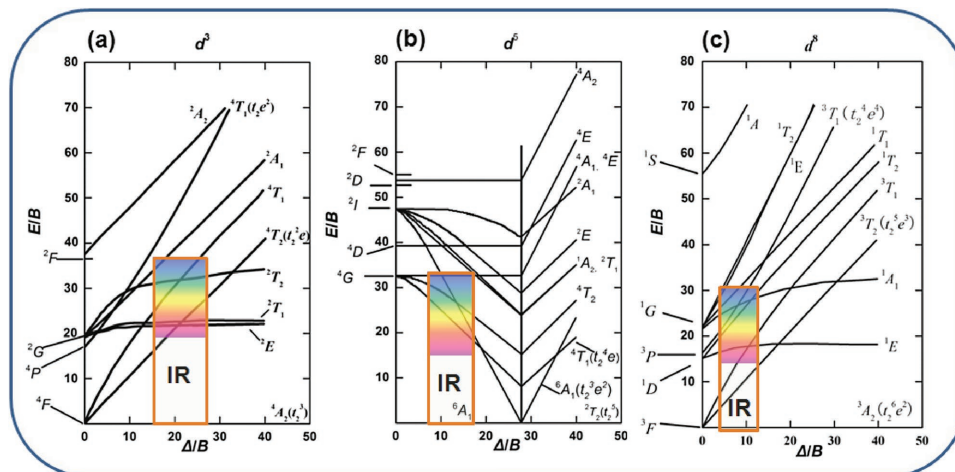 (a)
d³
E/B
80
70
60
50
40
30
20
10
0
²F
²G
⁴P
⁴F
²A₂
⁴T₁(t₂e²)
²A₁
⁴T₁
⁴T₂(t₂²e)
²T₂
²T₁
²E
⁴A₂(t₂³)
IR
0 10 20 30 40 50
Δ/B
(b)
d⁵
E/B
80
70
60
50
40
30
20
10
0
²F
²D
²I
⁴D
⁴G
⁴A₂
⁴E
⁴A₁, ⁴E
²A₁
²E
¹A₂, ²T₁
⁴T₂
⁴T₁(t₂⁴e)
⁶A₁(t₂³e²)
²T₂(t₂⁵)
IR
⁶A₁
0 10 20 30 40 50
Δ/B
(c)
d⁸
E/B
80
70
60
50
40
30
20
10
0
¹S
¹G
³P
¹D
³F
¹A
¹T₂
¹E
³T₁(t₂⁴e⁴)
¹T₁
¹T₂
³T₁
³T₂(t₂⁵e³)
¹A₁
¹E
³A₂(t₂⁶e²)
IR
0 10 20 30 40 50
Δ/B